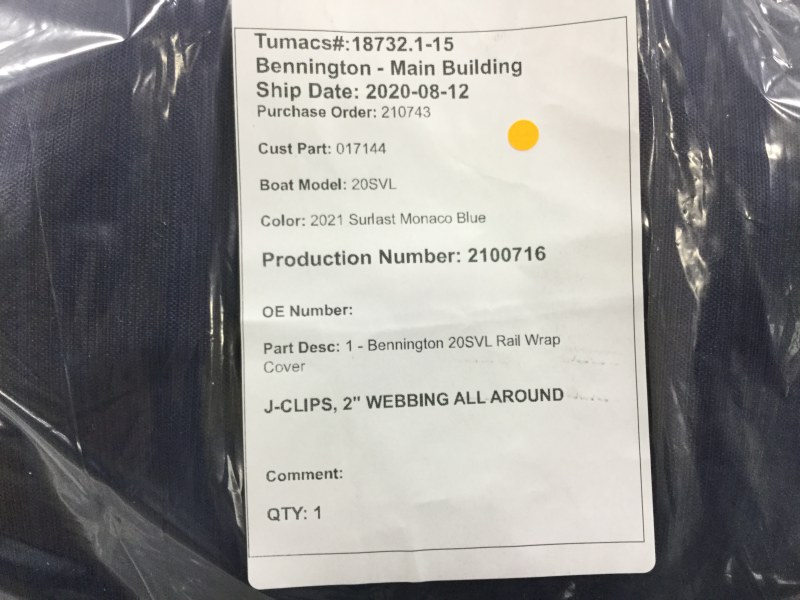 Tumacs#:18732.1-15
Bennington - Main Building
Ship Date: 2020-08-12
Purchase Order: 210743
Cust Part: 017144
Boat Model: 20SVL
Color: 2021 Surlast Monaco Blue
Production Number: 2100716
OE Number:
Part Desc: 1 - Bennington 20SVL Rail Wrap
Cover
J-CLIPS, 2" WEBBING ALL AROUND
Comment:
QTY: 1